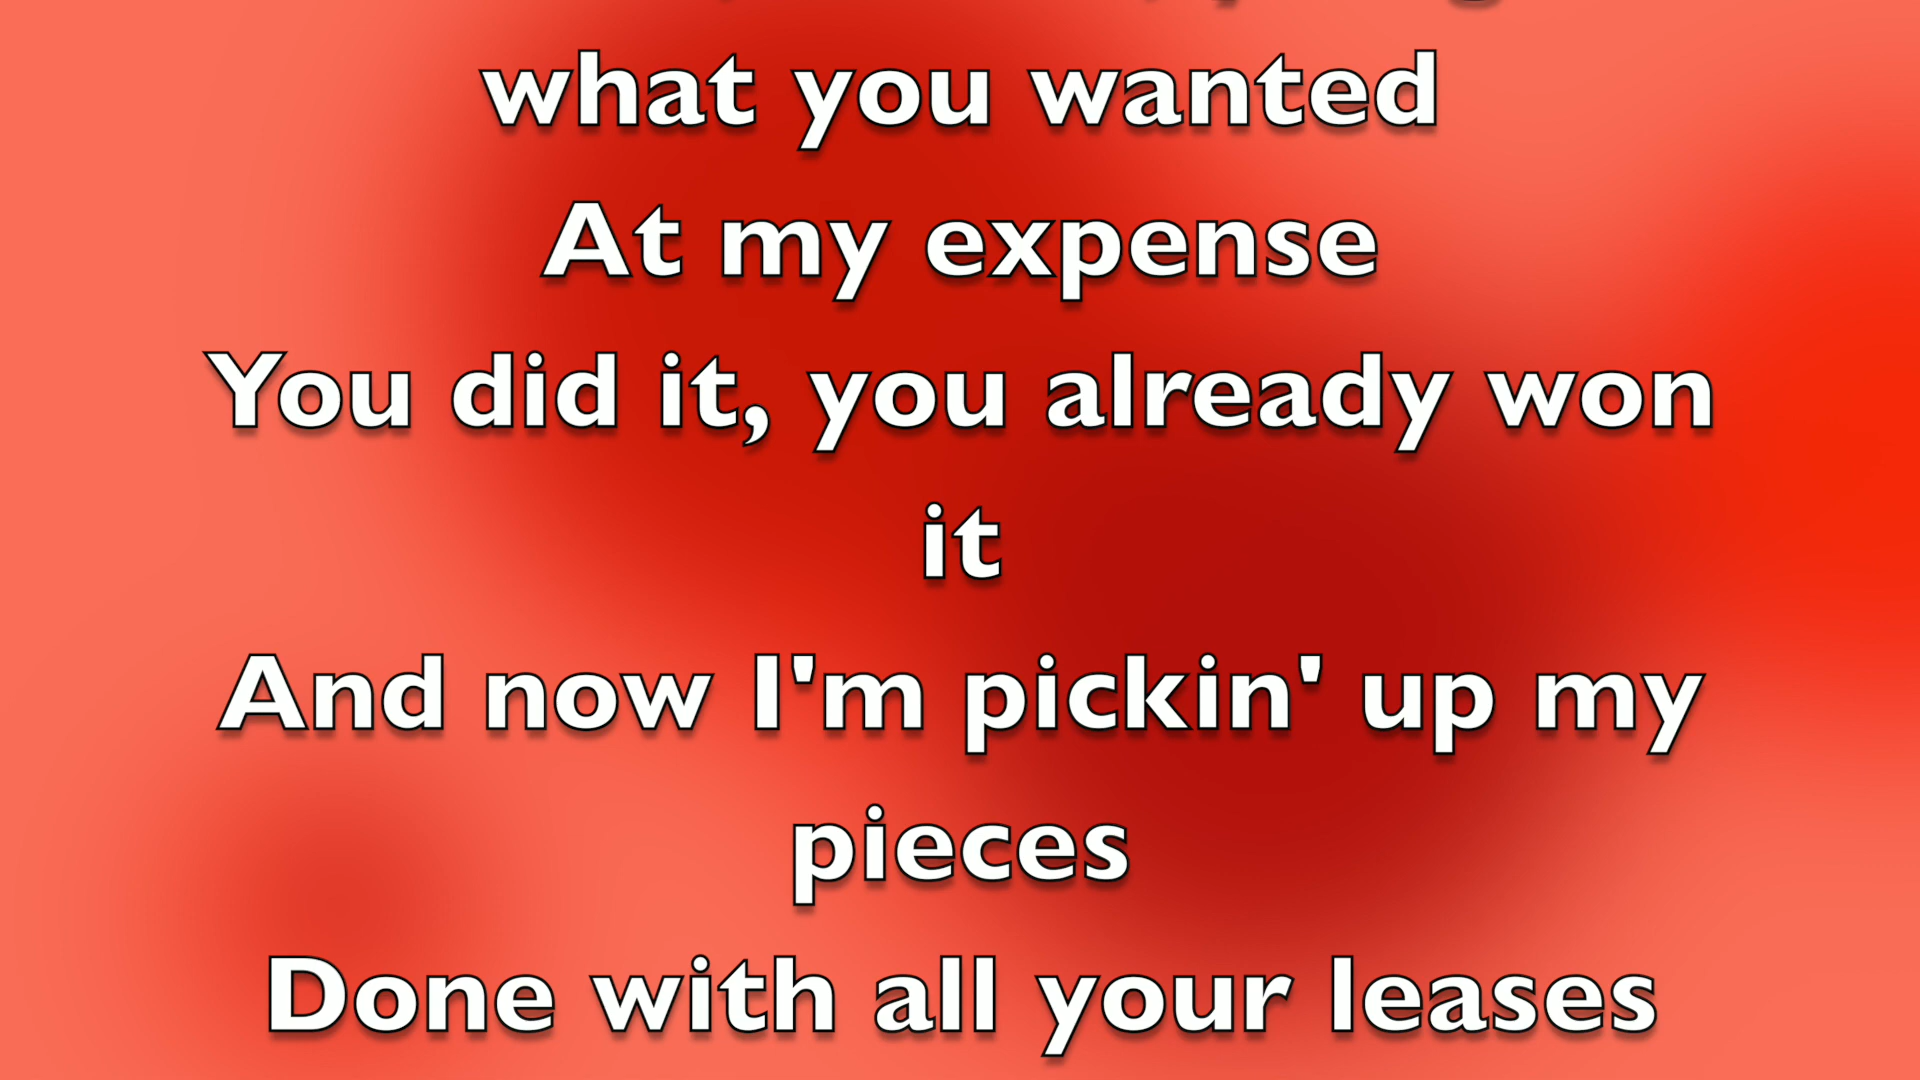 what you wanted
At my expense
You did it, you already won
it
And now I'm pickin' up my
pieces
Done with all your leases